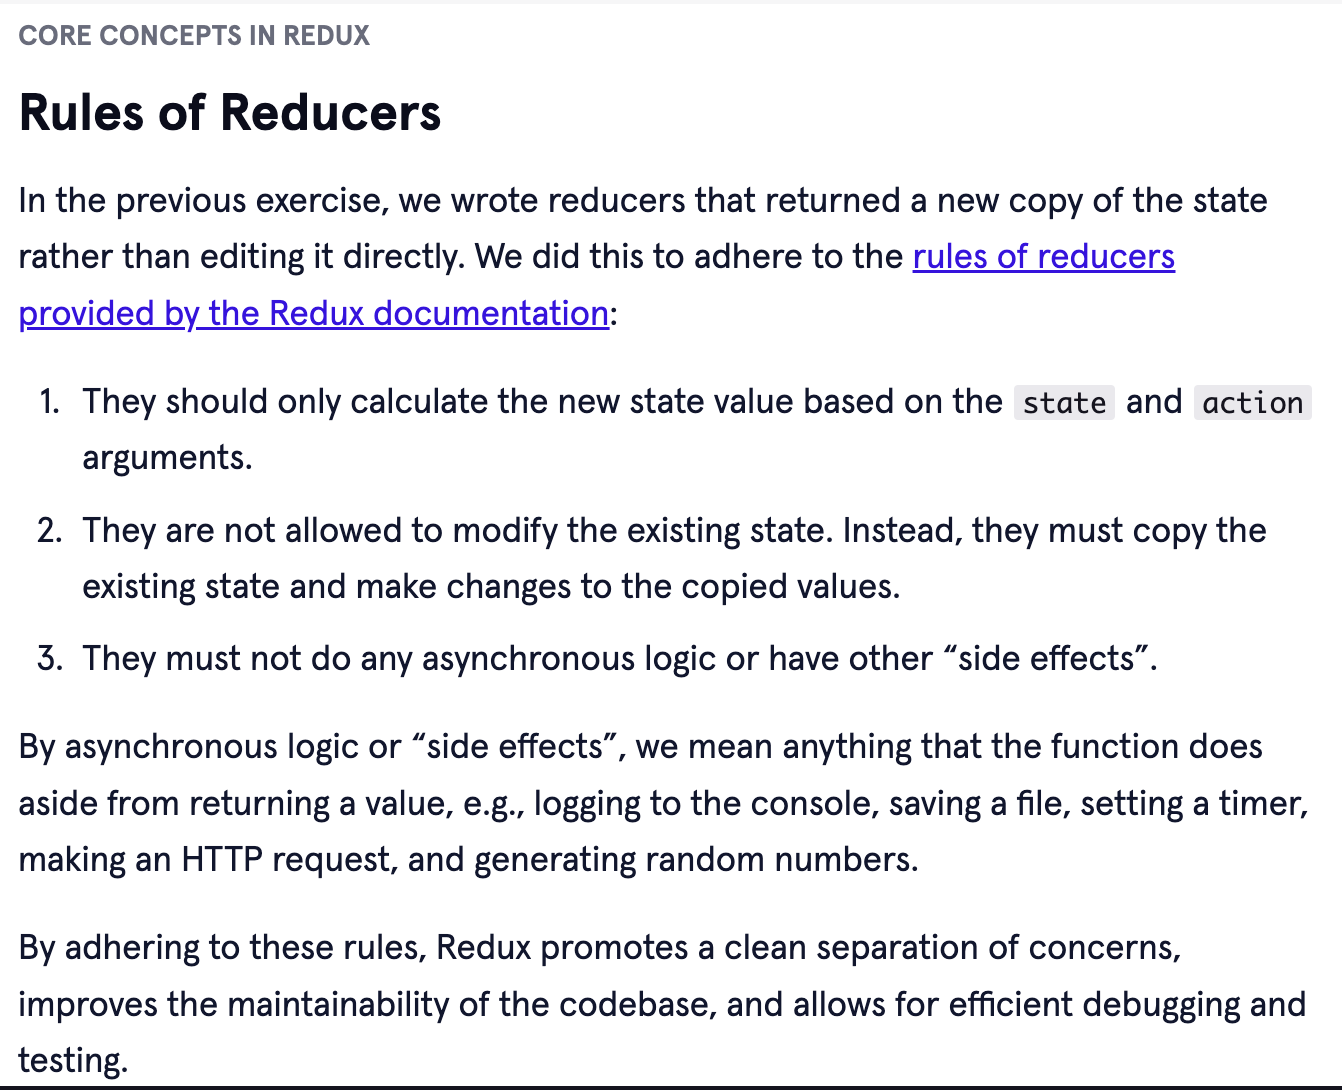 CORE CONCEPTS IN REDUX
Rules of Reducers
In the previous exercise, we wrote reducers that returned a new copy of the state
rather than editing it directly. We did this to adhere to the rules of reducers
provided by the Redux documentation:
1. They should only calculate the new state value based on the state and action
arguments.
2. They are not allowed to modify the existing state. Instead, they must copy the
existing state and make changes to the copied values.
3. They must not do any asynchronous logic or have other “side effects”.
By asynchronous logic or “side effects”, we mean anything that the function does
aside from returning a value, e.g., logging to the console, saving a file, setting a timer,
making an HTTP request, and generating random numbers.
By adhering to these rules, Redux promotes a clean separation of concerns,
improves the maintainability of the codebase, and allows for efficient debugging and
testing.